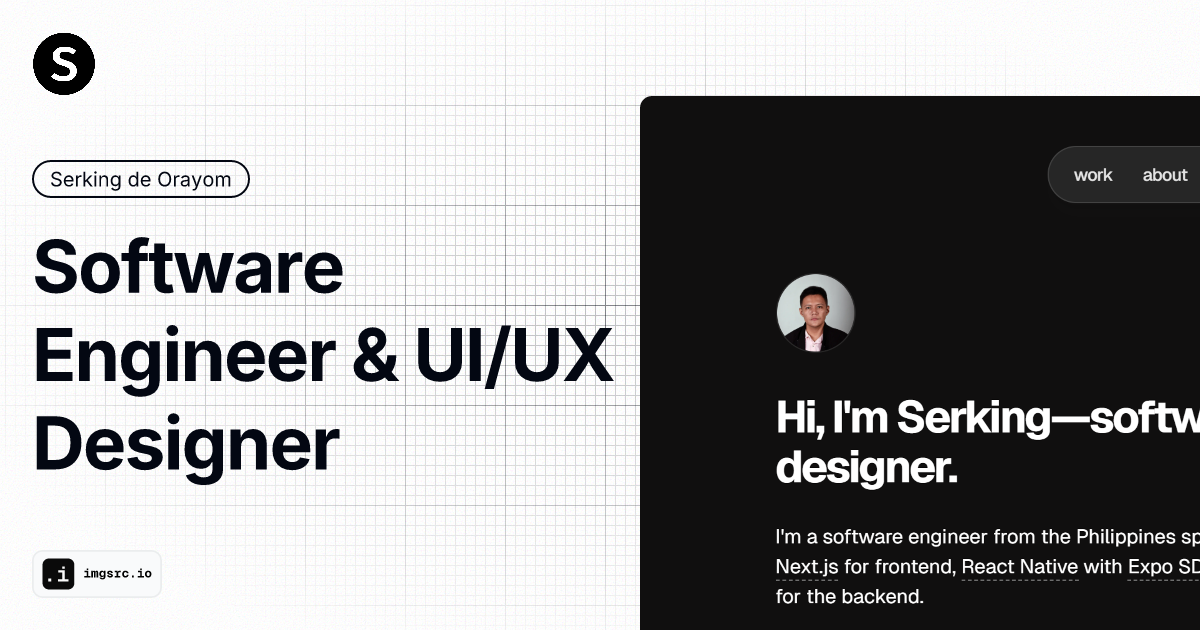 S
Serking de Orayom
Software
Engineer & UI/UX
Designer
.i imgsrc.io
work about
Hi, I'm Serking—softw
designer.
I'm a software engineer from the Philippines sp
Next.js for frontend, React Native with Expo SD
for the backend.